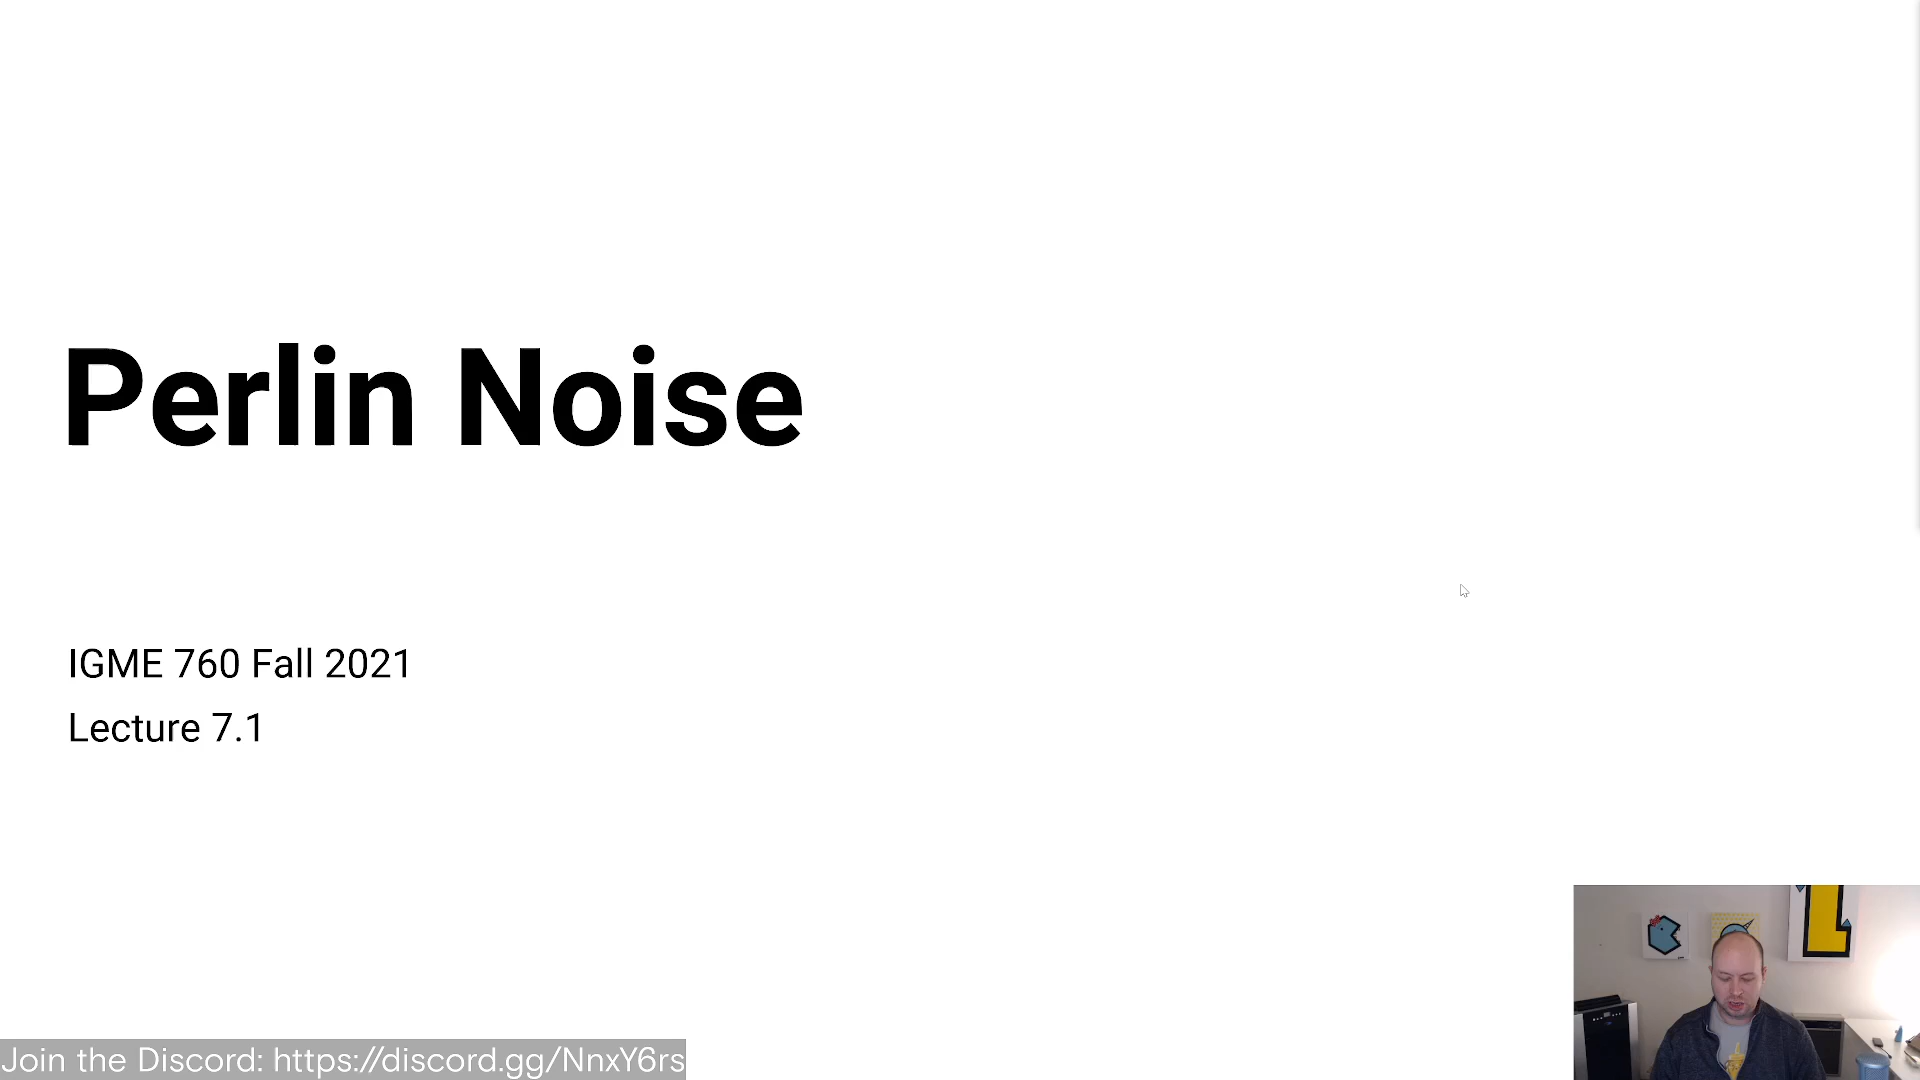 Perlin Noise
IGME 760 Fall 2021
Lecture 7.1
Join the Discord: https://discord.gg/NnxY6rs